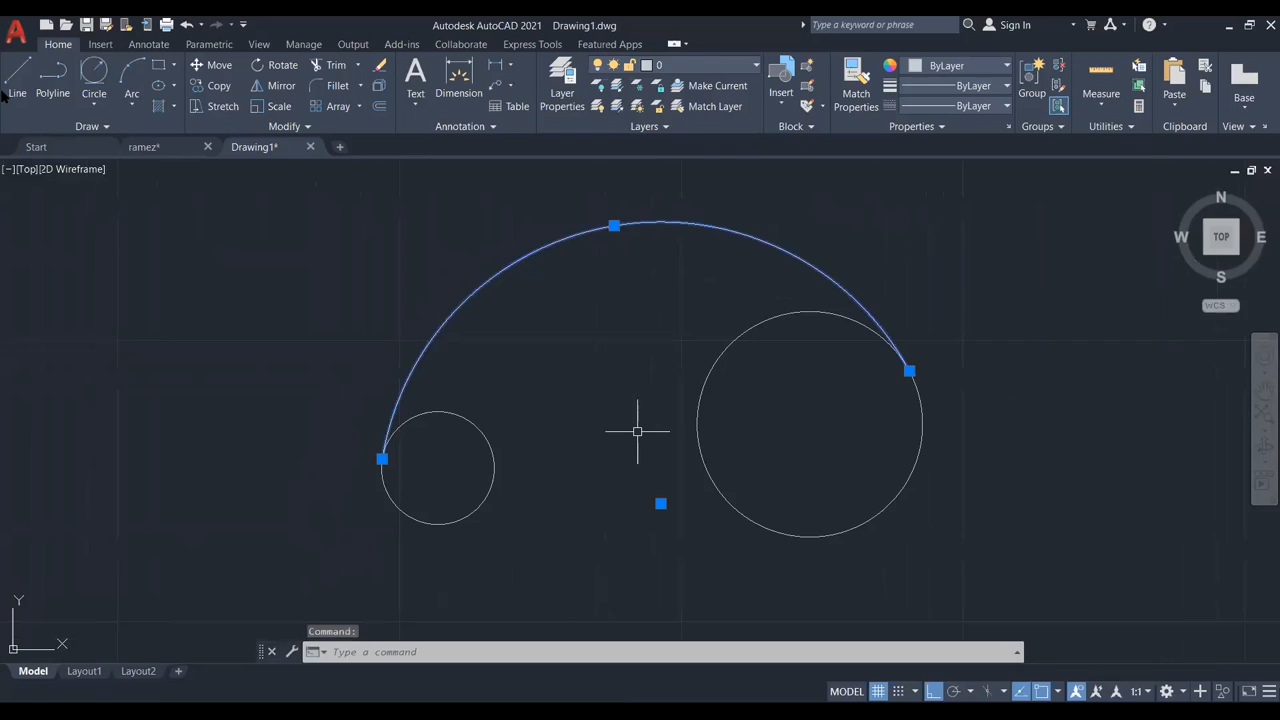 Autodesk AutoCAD 2021 Drawing1.dwg
Type a keyword or phrase
Sign In
Home Insert Annotate Parametric View Manage Output Add-ins Collaborate Express Tools Featured Apps
Line
Polyline
Circle
Arc
Move
Rotate
Trim
Copy
Mirror
Fillet
Stretch
Scale
Array
Text
Dimension
Table
Layer
Properties
0
Make Current
Match Layer
Insert
Match
Properties
ByLayer
ByLayer
ByLayer
Group
Measure
Paste
Base
Draw
Modify
Annotation
Layers
Block
Properties
Groups
Utilities
Clipboard
View
Start
ramez*
Drawing1*
[−][Top][2D Wireframe]
N
W
TOP
E
S
WCS
Y
X
Command:
Type a command
Model
Layout1
Layout2
MODEL
1:1